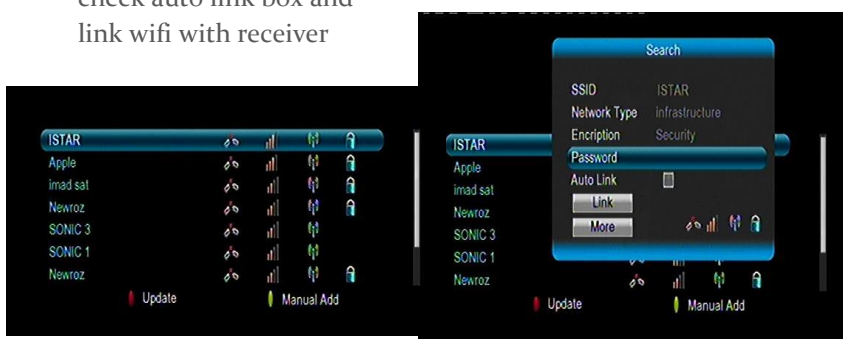 check auto link box and
link wifi with receiver
ISTAR
Apple
imad sat
Newroz
SONIC 3
SONIC 1
Newroz
Update Manual Add
Search
SSID ISTAR
Network Type infrastructure
Encription Security
Password
Auto Link
Link
More
ISTAR
Apple
imad sat
Newroz
SONIC 3
SONIC 1
Newroz
Update Manual Add